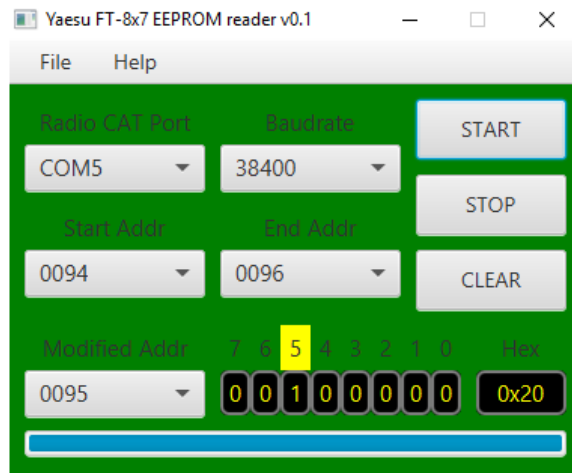 Yaesu FT-8x7 EEPROM reader v0.1
File Help
Radio CAT Port Baudrate START
COM5 38400
STOP
Start Addr End Addr
0094 0096 CLEAR
Modified Addr 7 6 5 4 3 2 1 0 Hex
0095 0 0 1 0 0 0 0 0 0x20